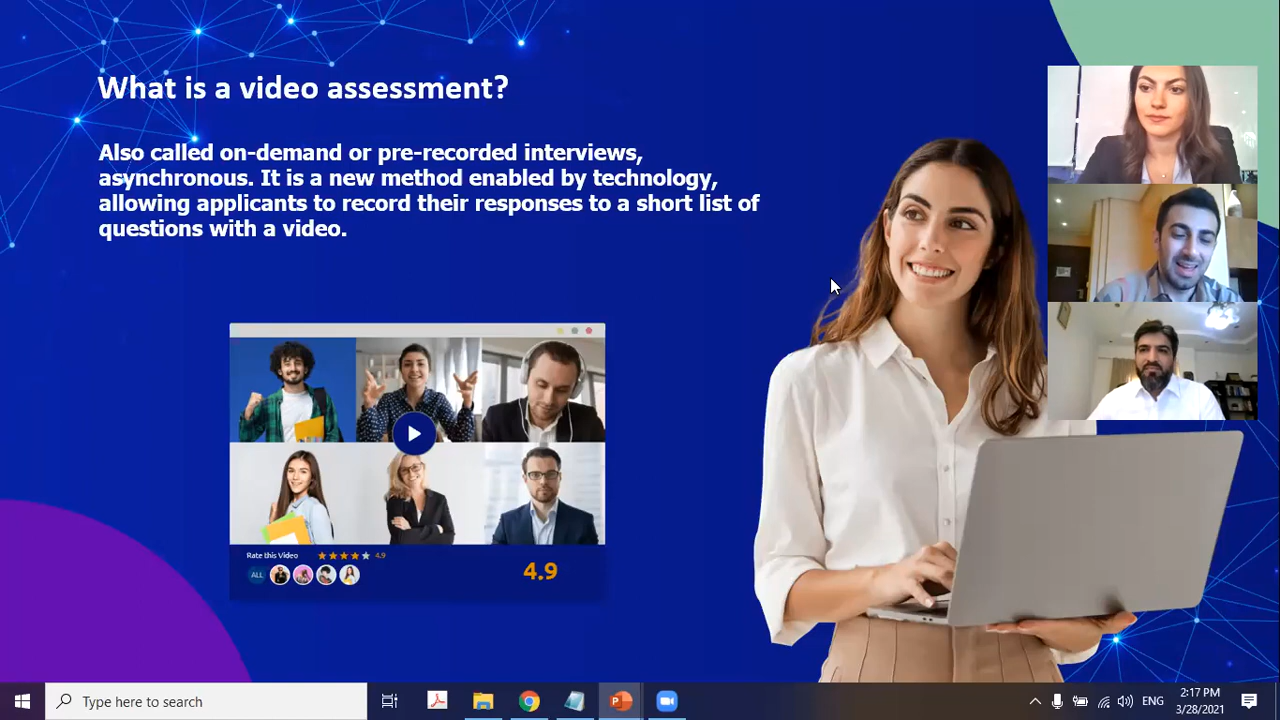 What is a video assessment?
Also called on-demand or pre-recorded interviews,
asynchronous. It is a new method enabled by technology,
allowing applicants to record their responses to a short list of
questions with a video.
Rate this Video
4.9
ALL
4.9
Type here to search
ENG
2:17 PM
3/28/2021